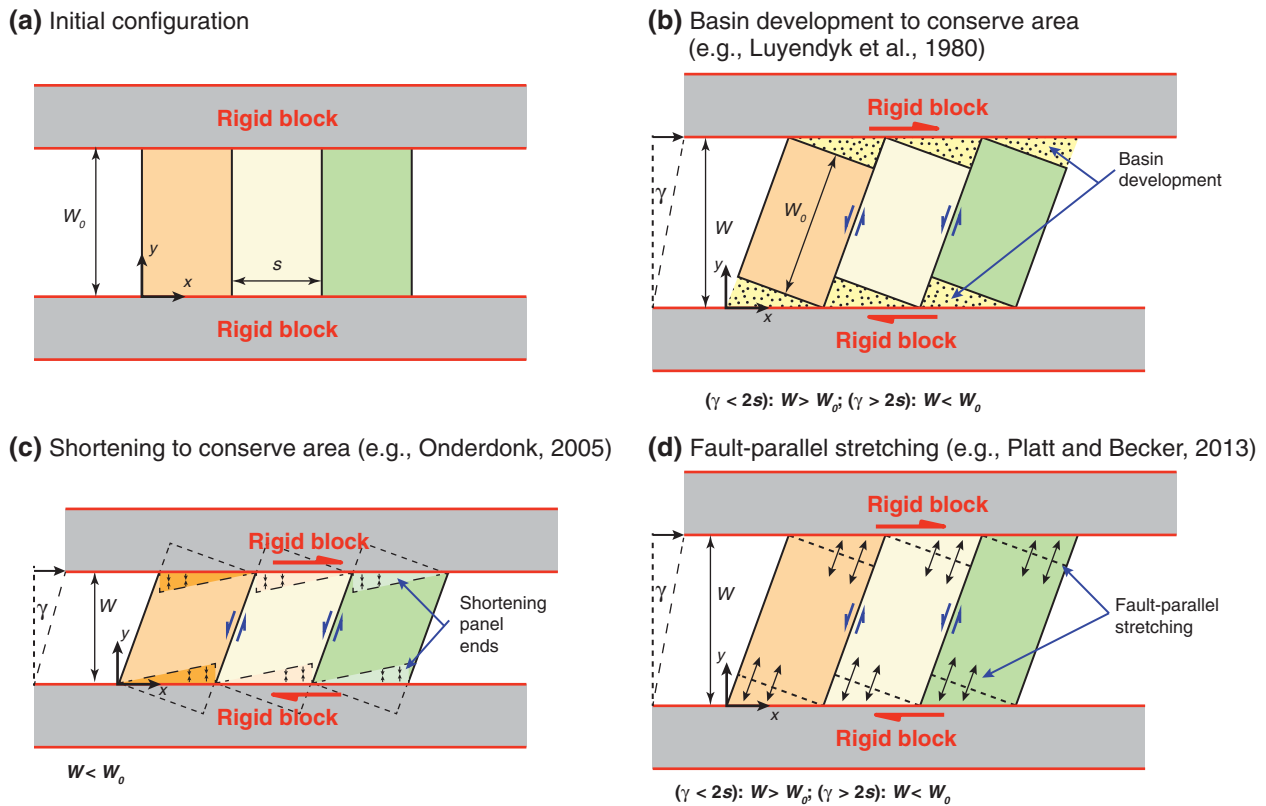 (a) Initial configuration
Rigid block
W0
y
x
s
Rigid block
(b) Basin development to conserve area
(e.g., Luyendyk et al., 1980)
Rigid block
γ
W
W0
Basin
development
y
x
Rigid block
(γ < 2s): W> W0; (γ > 2s): W< W0
(c) Shortening to conserve area (e.g., Onderdonk, 2005)
Rigid block
γ
W
y
x
Shortening
panel
ends
Rigid block
W< W0
(d) Fault-parallel stretching (e.g., Platt and Becker, 2013)
Rigid block
γ
W
y
x
Fault-parallel
stretching
Rigid block
(γ < 2s): W> W0; (γ > 2s): W< W0